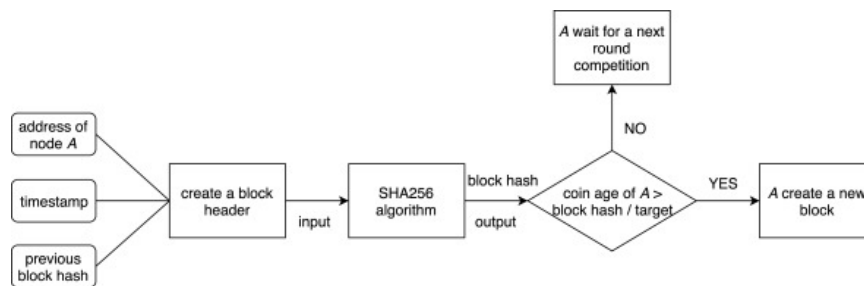 A wait for a next
round
competition
NO
address of
node A
timestamp
previous
block hash
create a block
header
input
SHA256
algorithm
block hash
output
coin age of A >
block hash / target
YES
A create a new
block